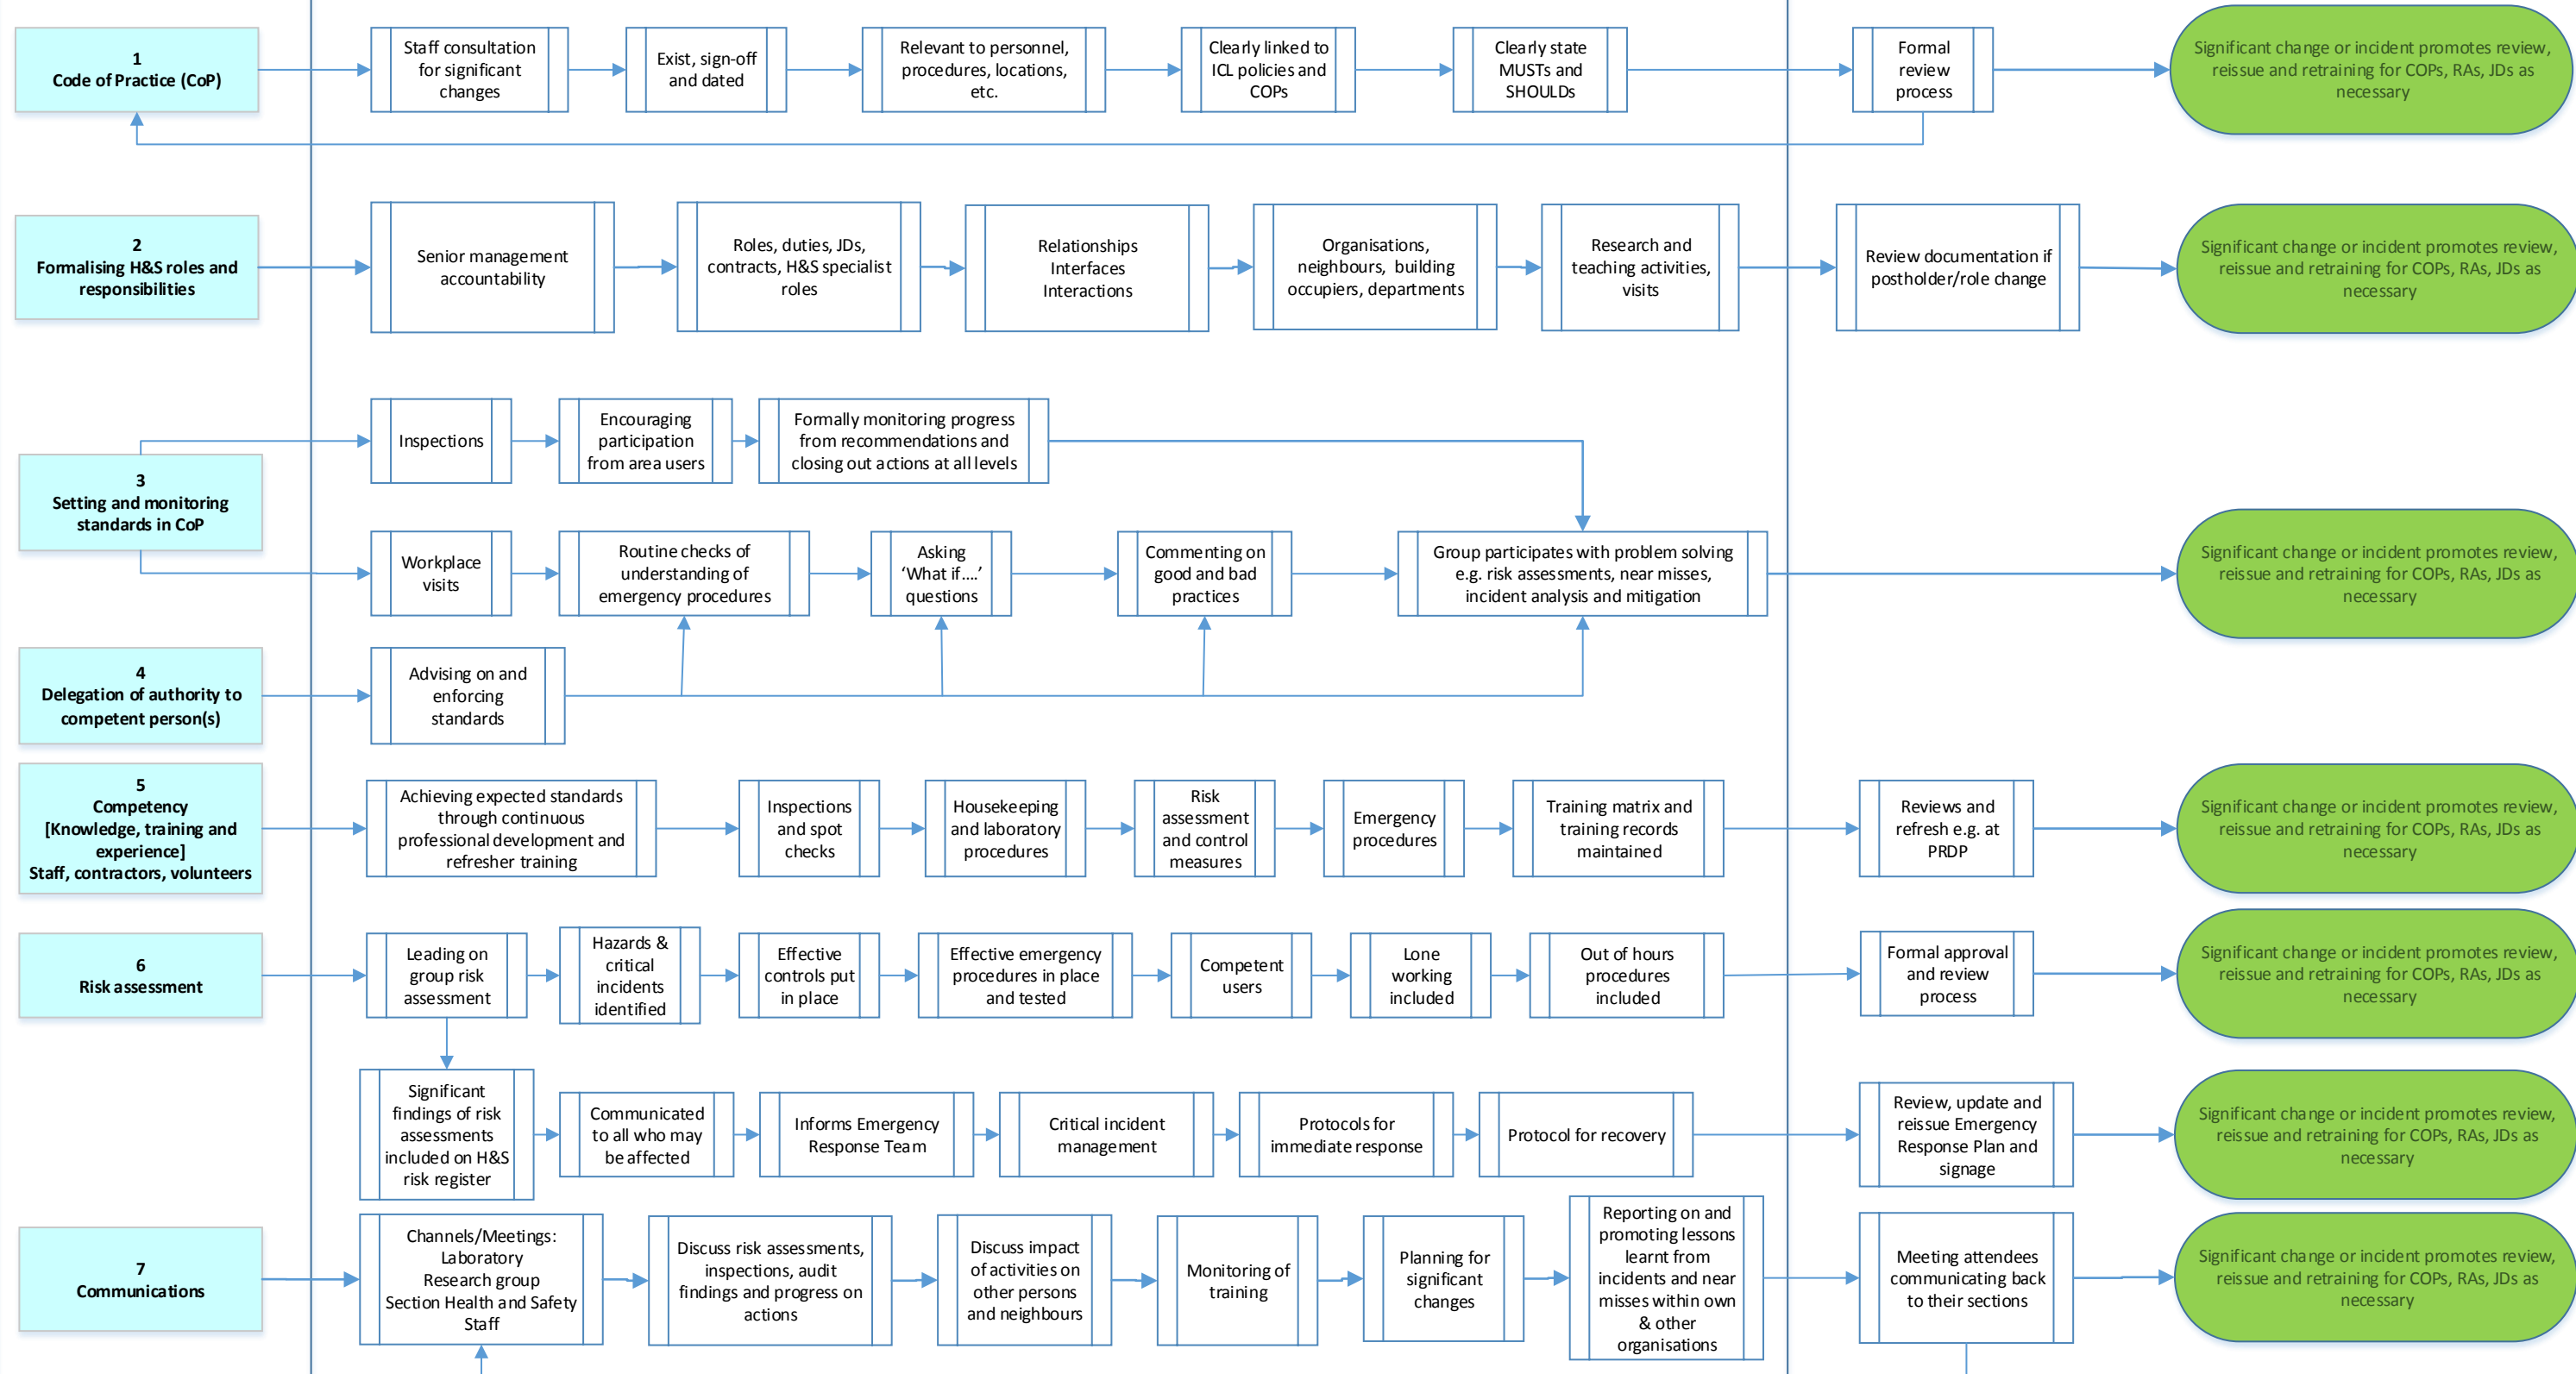 1
Code of Practice (CoP)
Staff consultation
for significant
changes
Exist, sign-off
and dated
Relevant to personnel,
procedures, locations,
etc.
Clearly linked to
ICL policies and
COPs
Clearly state
MUSTs and
SHOULDs
Formal
review
process
Significant change or incident promotes review,
reissue and retraining for COPs, RAs, JDs as
necessary
2
Formalising H&S roles and
responsibilities
Senior management
accountability
Roles, duties, JDs,
contracts, H&S specialist
roles
Relationships
Interfaces
Interactions
Organisations,
neighbours, building
occupiers, departments
Research and
teaching activities,
visits
Review documentation if
postholder/role change
Significant change or incident promotes review,
reissue and retraining for COPs, RAs, JDs as
necessary
3
Setting and monitoring
standards in CoP
Inspections
Encouraging
participation
from area users
Formally monitoring progress
from recommendations and
closing out actions at all levels
Workplace
visits
Routine checks of
understanding of
emergency procedures
Asking
‘What if....’
questions
Commenting on
good and bad
practices
Group participates with problem solving
e.g. risk assessments, near misses,
incident analysis and mitigation
Significant change or incident promotes review,
reissue and retraining for COPs, RAs, JDs as
necessary
4
Delegation of authority to
competent person(s)
Advising on and
enforcing
standards
5
Competency
[Knowledge, training and
experience]
Staff, contractors, volunteers
Achieving expected standards
through continuous
professional development and
refresher training
Inspections
and spot
checks
Housekeeping
and laboratory
procedures
Risk
assessment
and control
measures
Emergency
procedures
Training matrix and
training records
maintained
Reviews and
refresh e.g. at
PRDP
Significant change or incident promotes review,
reissue and retraining for COPs, RAs, JDs as
necessary
6
Risk assessment
Leading on
group risk
assessment
Hazards &
critical
incidents
identified
Effective
controls put
in place
Effective emergency
procedures in place
and tested
Competent
users
Lone
working
included
Out of hours
procedures
included
Formal approval
and review
process
Significant change or incident promotes review,
reissue and retraining for COPs, RAs, JDs as
necessary
Significant
findings of risk
assessments
included on H&S
risk register
Communicated
to all who may
be affected
Informs Emergency
Response Team
Critical incident
management
Protocols for
immediate response
Protocol for recovery
Review, update and
reissue Emergency
Response Plan and
signage
Significant change or incident promotes review,
reissue and retraining for COPs, RAs, JDs as
necessary
7
Communications
Channels/Meetings:
Laboratory
Research group
Section Health and Safety
Staff
Discuss risk assessments,
inspections, audit
findings and progress on
actions
Discuss impact
of activities on
other persons
and neighbours
Monitoring of
training
Planning for
significant
changes
Reporting on and
promoting lessons
learnt from
incidents and near
misses within own
& other
organisations
Meeting attendees
communicating back
to their sections
Significant change or incident promotes review,
reissue and retraining for COPs, RAs, JDs as
necessary